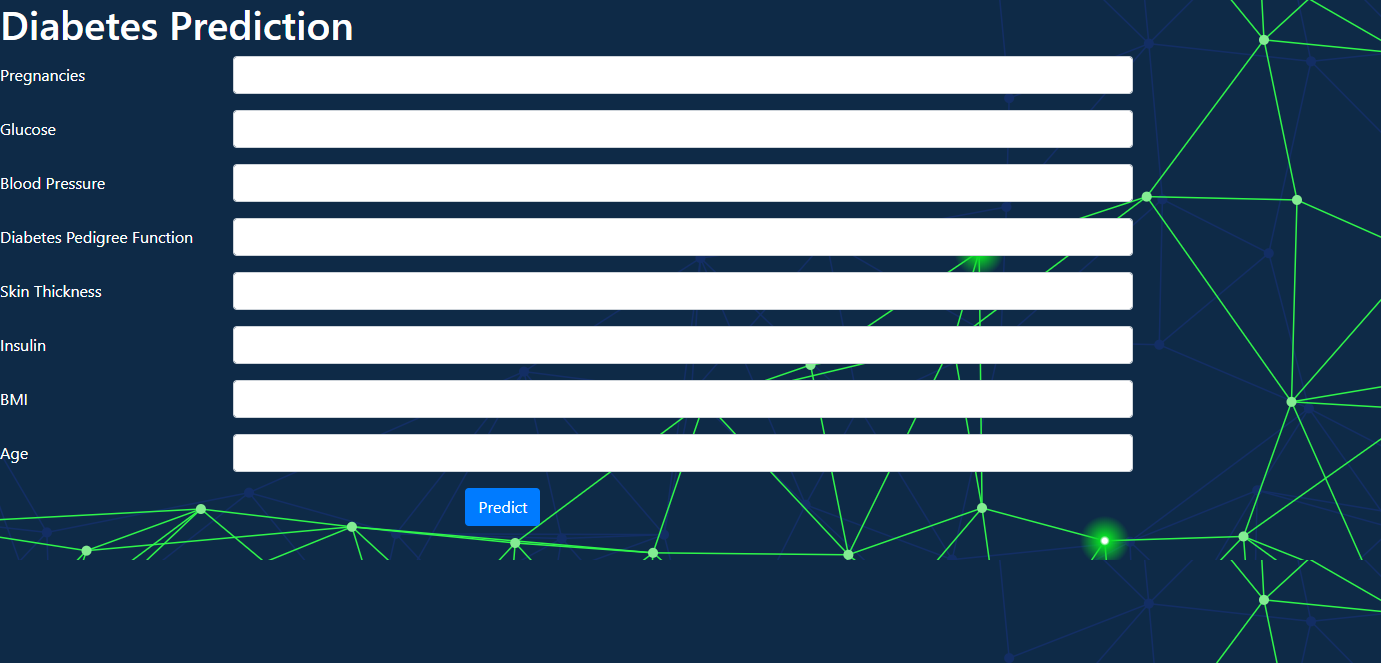 Diabetes Prediction
Pregnancies
Glucose
Blood Pressure
Diabetes Pedigree Function
Skin Thickness
Insulin
BMI
Age
Predict